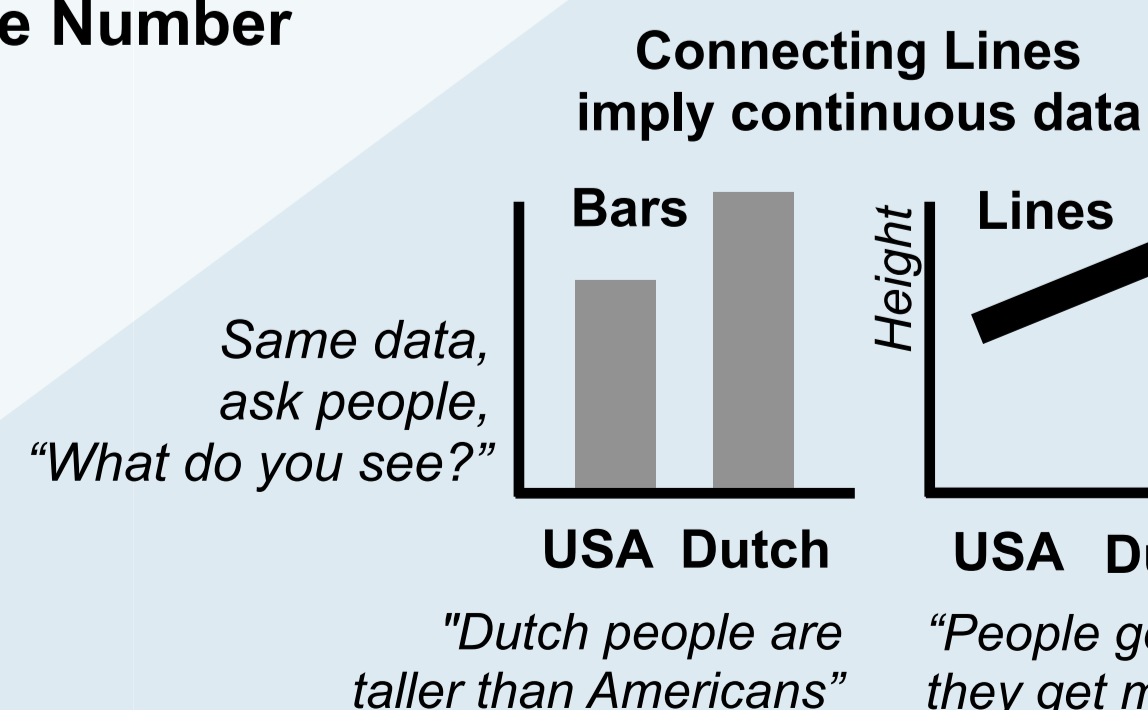 e Number
Connecting Lines
imply continuous data
Bars
Same data,
ask people,
“What do you see?”
USA Dutch
"Dutch people are
taller than Americans”
Height
Lines
USA Du
“People g
they get m